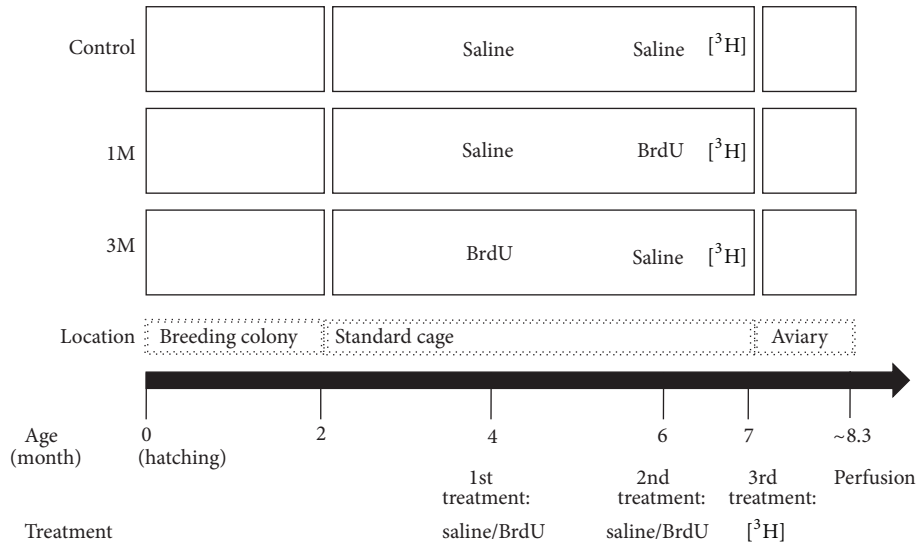 Control Saline Saline [³H]
1M Saline BrdU [³H]
3M BrdU Saline [³H]
Location Breeding colony Standard cage Aviary
0 2 4 6 7 ~8.3
Age (hatching)
(month)
1st 2nd 3rd Perfusion
treatment: treatment: treatment:
Treatment saline/BrdU saline/BrdU [³H]